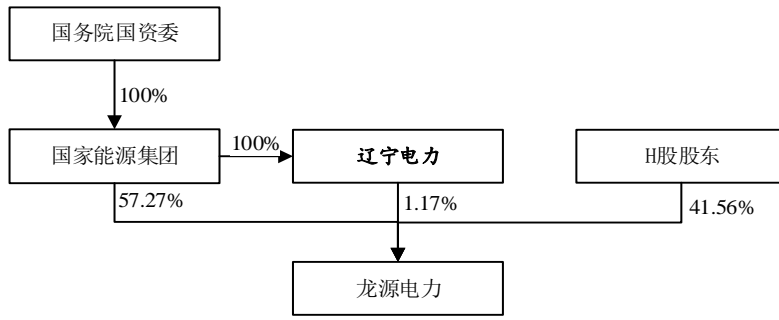 国务院国资委
100%
国家能源集团
100%
辽宁电力
H股股东
57.27%
1.17%
41.56%
龙源电力